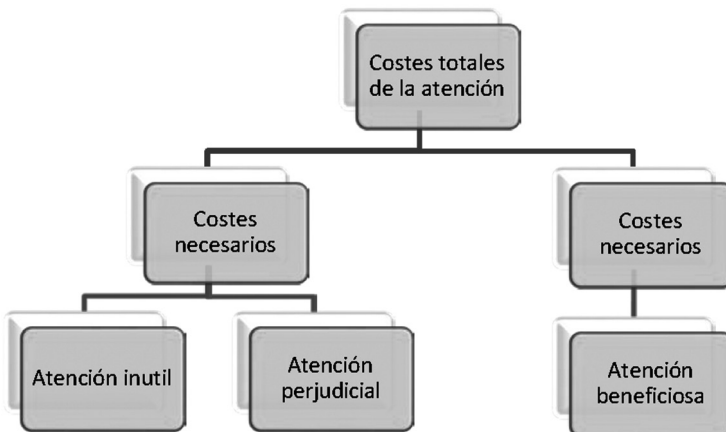 Costes totales
de la atención
Costes
necesarios
Costes
necesarios
Atención inutil
Atención
perjudicial
Atención
beneficiosa